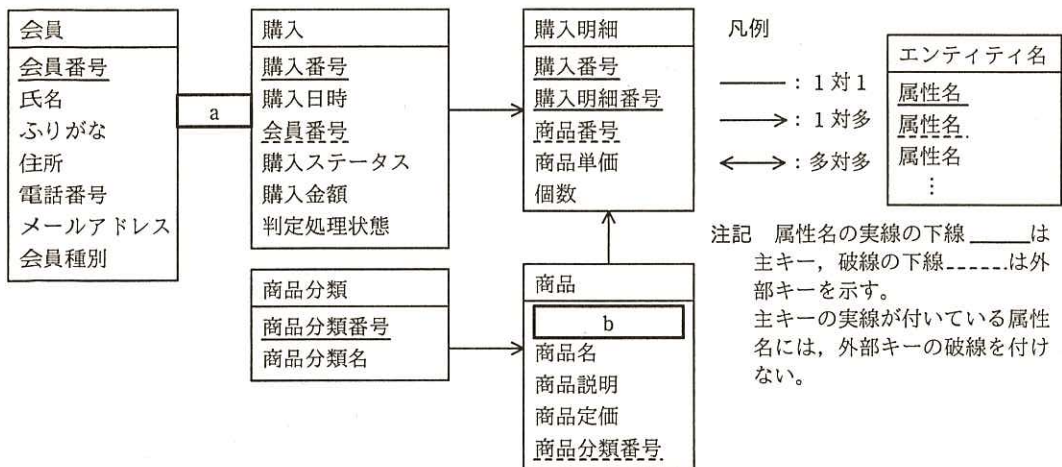 会員
会員番号
氏名
ふりがな
住所
電話番号
メールアドレス
会員種別
a
購入
購入番号
購入日時
会員番号
購入ステータス
購入金額
判定処理状態
購入明細
購入番号
購入明細番号
商品番号
商品単価
個数
商品分類
商品分類番号
商品分類名
商品
b
商品名
商品説明
商品定価
商品分類番号
凡例
:1対1
:1対多
:多対多
エンティティ名
属性名
属性名
属性名
⋮
注記 属性名の実線の下線_____は
主キー,破線の下線------は外
部キーを示す。
主キーの実線が付いている属性
名には,外部キーの破線を付け
ない。